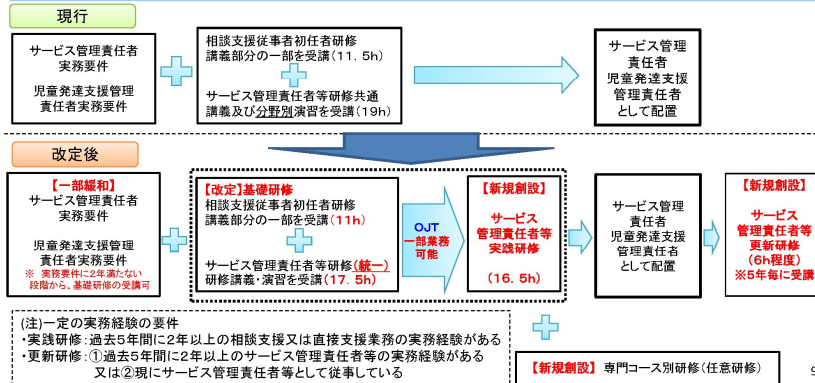 現行
サービス管理責任者
実務要件
児童発達支援管理
責任者実務要件
相談支援従事者初任者研修
講義部分の一部を受講(11．5h)
サービス管理責任者等研修共通
講義及び分野別演習を受講(19h)
サービス管理
責任者
児童発達支援
管理責任者
として配置
改定後
【一部緩和】
サービス管理責任者
実務要件
児童発達支援管理
責任者実務要件
※ 実務要件に2年満たない
段階から、基礎研修の受講可
【改定】基礎研修
相談支援従事者初任者研修
講義部分の一部を受講(11h)
サービス管理責任者等研修(統一)
研修講義・演習を受講(17．5h)
OJT
一部業務
可能
【新規創設】
サービス
管理責任者等
実践研修
(16．5h)
サービス管理
責任者
児童発達支援
管理責任者
として配置
【新規創設】
サービス
管理責任者等
更新研修
(6h程度)
※5年毎に受講
(注)一定の実務経験の要件
・実践研修：過去5年間に2年以上の相談支援又は直接支援業務の実務経験がある
・更新研修：①過去5年間に2年以上のサービス管理責任者等の実務経験がある
又は②現にサービス管理責任者等として従事している
【新規創設】専門コース別研修(任意研修)